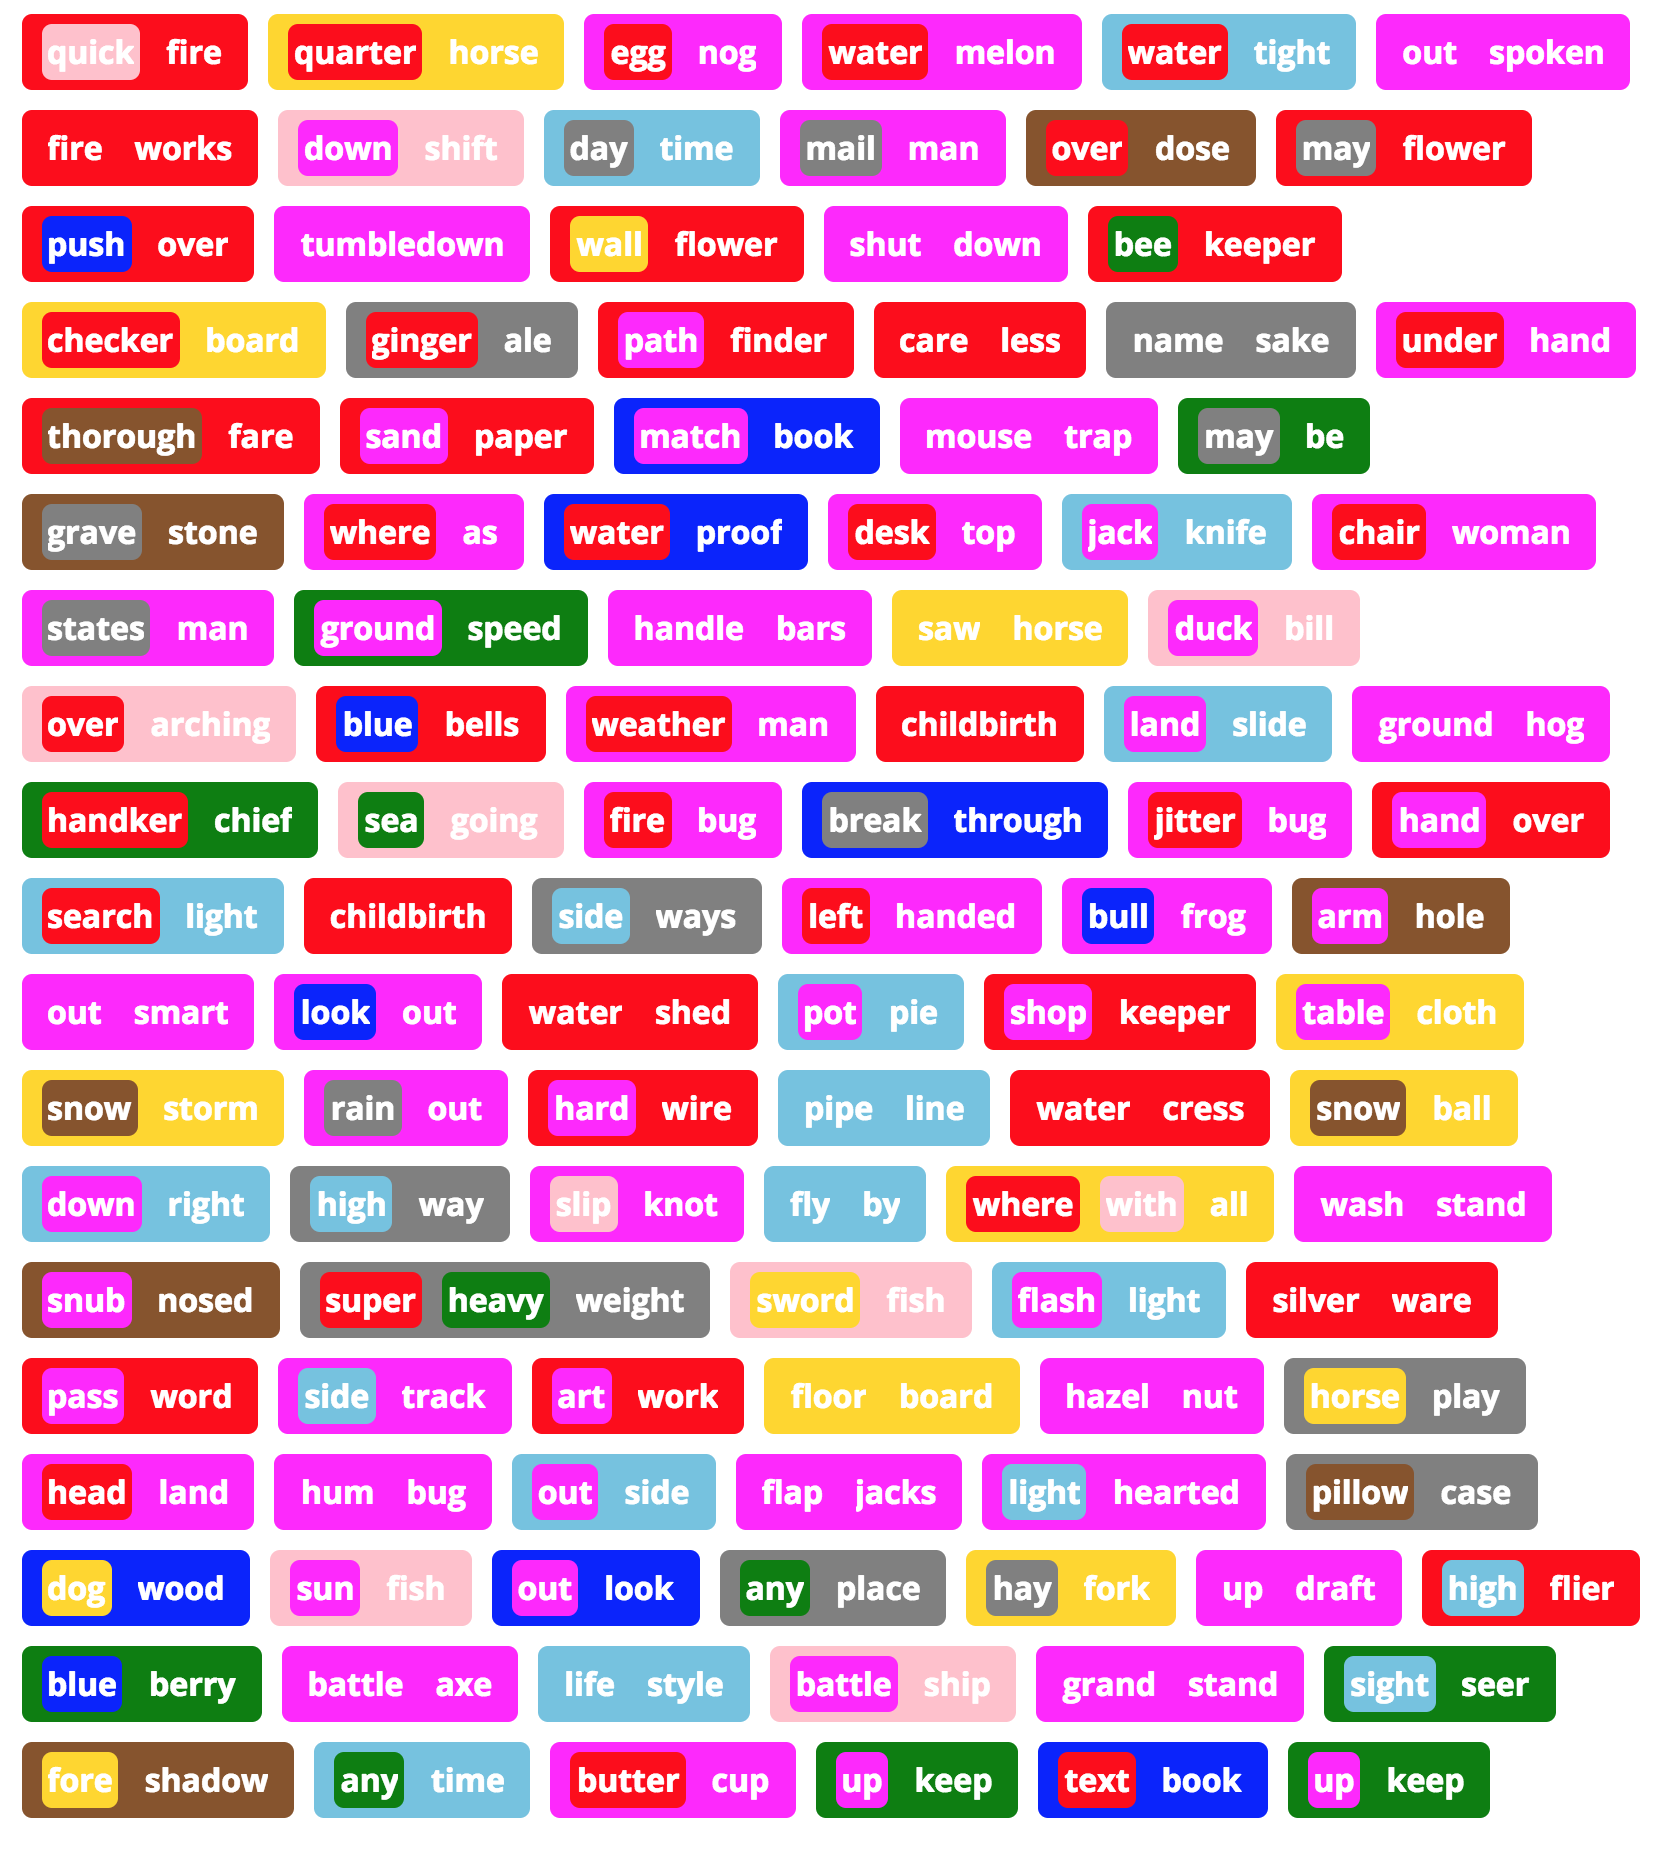 quick fire quarter horse egg nog water melon water tight out spoken
fire works down shift day time mail man over dose may flower
push over tumbledown wall flower shut down bee keeper
checker board ginger ale path finder care less name sake under hand
thorough fare sand paper match book mouse trap may be
grave stone where as water proof desk top jack knife chair woman
states man ground speed handle bars saw horse duck bill
over arching blue bells weather man childbirth land slide ground hog
handker chief sea going fire bug break through jitter bug hand over
search light childbirth side ways left handed bull frog arm hole
out smart look out water shed pot pie shop keeper table cloth
snow storm rain out hard wire pipe line water cress snow ball
down right high way slip knot fly by where with all wash stand
snub nosed super heavy weight sword fish flash light silver ware
pass word side track art work floor board hazel nut horse play
head land hum bug out side flap jacks light hearted pillow case
dog wood sun fish out look any place hay fork up draft high flier
blue berry battle axe life style battle ship grand stand sight seer
fore shadow any time butter cup up keep text book up keep